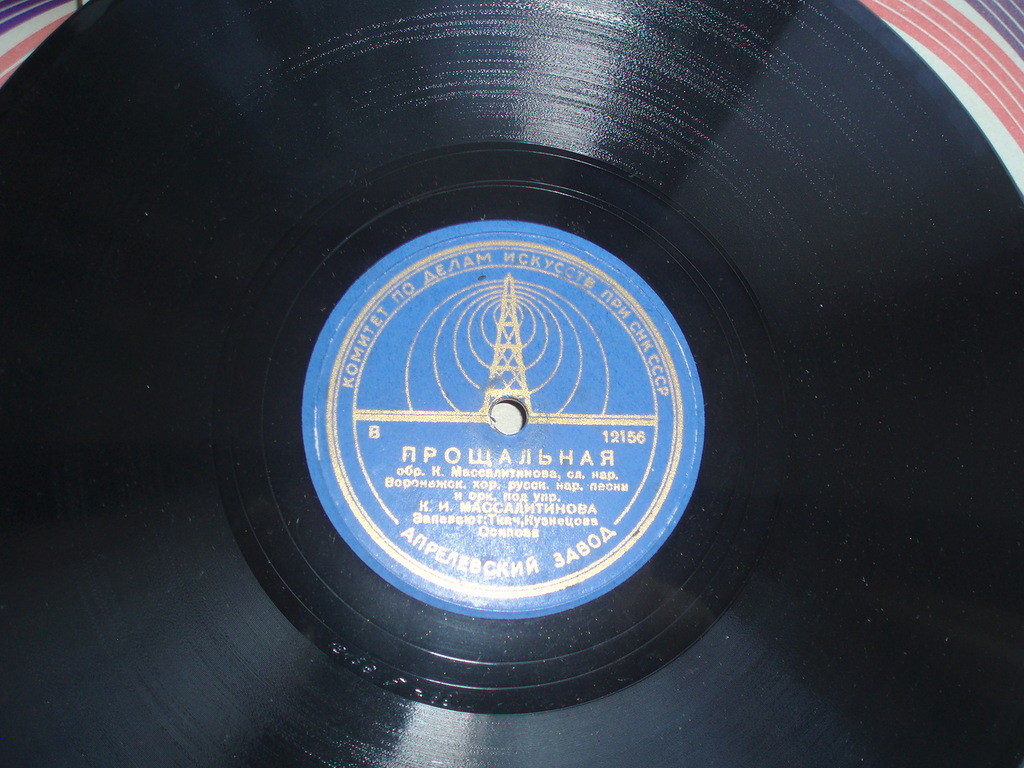 КОМИТЕТ ПО ДЕЛАМ ИСКУССТВ ПРИ СНК СССР
В 12156
ПРОЩАЛЬНАЯ
обр. К. Массалитинова, сл. нар.
Воронежск. хор. русск. нар. песни
и орк. под упр.
К. И. МАССАЛИТИНОВА
Запевают: Ткач, Кузнецова
Осипова
АПРЕЛЕВСКИЙ ЗАВОД